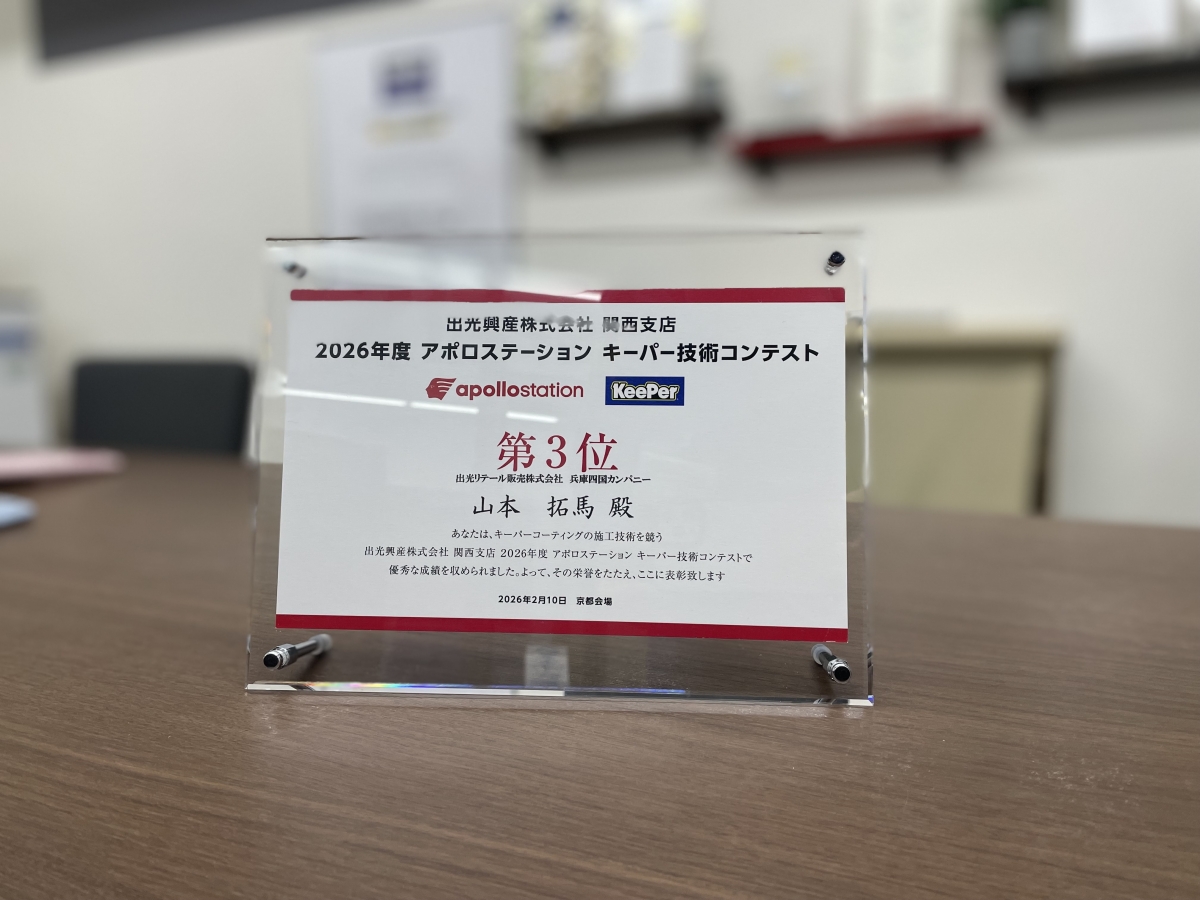 出光興産株式会社 関西支店
2026年度 アポロステーション キーパー技術コンテスト
apollostation KeePer
第3位
出光リテール販売株式会社 兵庫四国カンパニー
山本 拓馬 殿
あなたは、キーパーコーティングの施工技術を競う
出光興産株式会社 関西支店 2026年度 アポロステーション キーパー技術コンテストで
優秀な成績を収められました。よって、その栄誉をたたえ、ここに表彰致します
2026年2月10日 京都会場